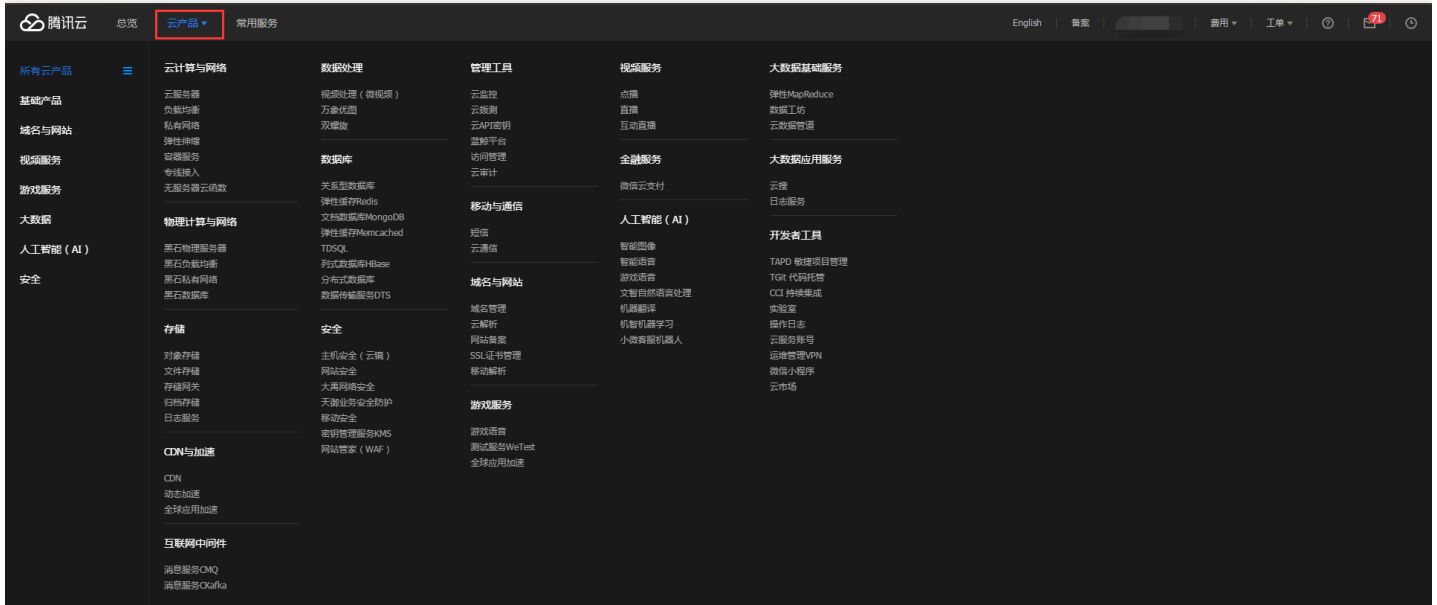 腾讯云
总览
云产品
常用服务
English
备案
费用
工单
71
所有云产品
基础产品
域名与网站
视频服务
游戏服务
大数据
人工智能（AI）
安全
云计算与网络
云服务器
负载均衡
私有网络
弹性伸缩
容器服务
专线接入
无服务器云函数
物理计算与网络
黑石物理服务器
黑石负载均衡
黑石私有网络
黑石数据库
存储
对象存储
文件存储
存储网关
归档存储
日志服务
CDN与加速
CDN
动态加速
全球应用加速
互联网中间件
消息服务CMQ
消息服务CKafka
数据处理
视频处理（微视频）
万象优图
双螺旋
数据库
关系型数据库
弹性缓存Redis
文档数据库MongoDB
弹性缓存Memcached
TDSQL
列式数据库HBase
分布式数据库
数据传输服务DTS
安全
主机安全（云镜）
网站安全
大禹网络安全
天御业务安全防护
移动安全
密钥管理服务KMS
网站管家（WAF）
管理工具
云监控
云拨测
云API密钥
蓝鲸平台
访问管理
云审计
移动与通信
短信
云通信
域名与网站
域名管理
云解析
网站备案
SSL证书管理
移动解析
游戏服务
游戏语音
测试服务WeTest
全球应用加速
视频服务
点播
直播
互动直播
金融服务
微信云支付
人工智能（AI）
智能图像
智能语音
游戏语音
文智自然语言处理
机器翻译
机智机器学习
小微客服机器人
大数据基础服务
弹性MapReduce
数据工坊
云数据管道
大数据应用服务
云搜
日志服务
开发者工具
TAPD 敏捷项目管理
TGit 代码托管
CCI 持续集成
实验室
操作日志
云服务账号
运维管理VPN
微信小程序
云市场